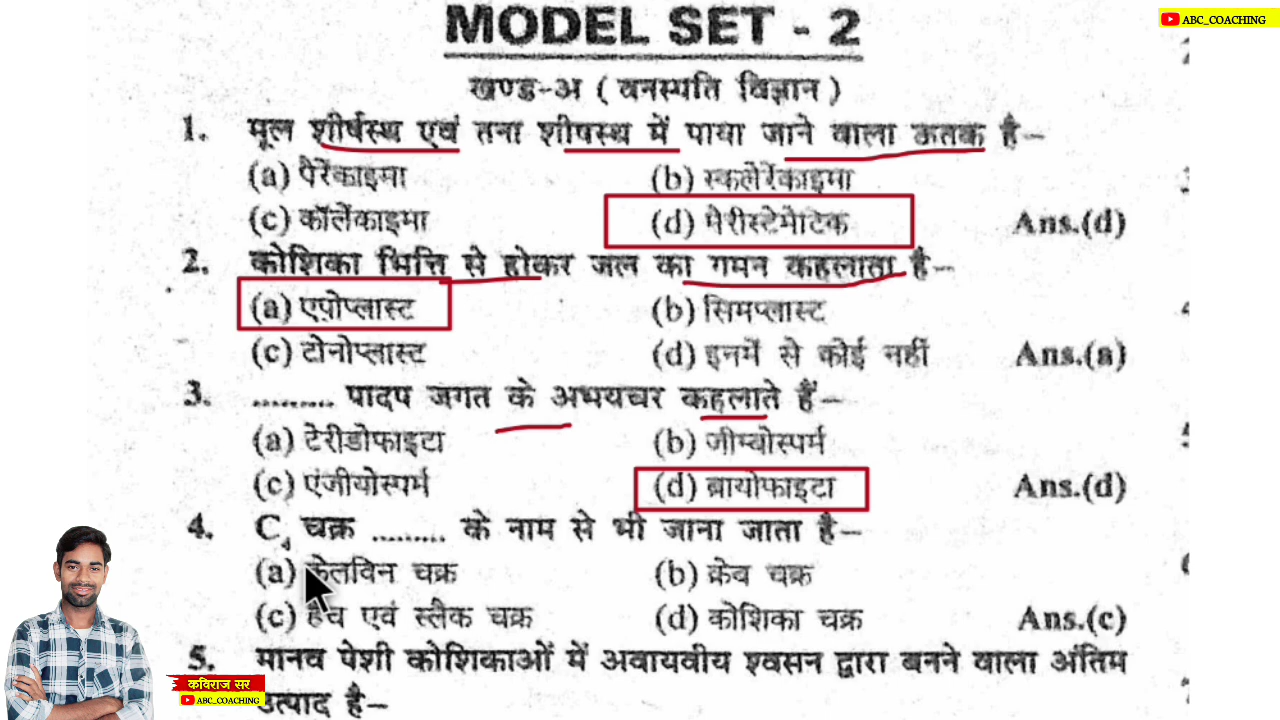 MODEL SET - 2
ABC_COACHING
खण्ड-अ ( वनस्पति विज्ञान )
1. मूल शीर्षस्थ एवं तना शीषस्थ में पाया जाने वाला ऊतक है–
(a) पैरेंकाइमा (b) स्कलेरेंकाइमा
(c) कॉलेंकाइमा (d) मेरीस्टेमेटिक Ans.(d)
2. कोशिका भित्ति से होकर जल का गमन कहलाता है–
(a) एपोप्लास्ट (b) सिमप्लास्ट
(c) टोनोप्लास्ट (d) इनमें से कोई नहीं Ans.(a)
3. .......... पादप जगत के अभयचर कहलाते हैं–
(a) टेरीडोफाइटा (b) जीम्नोस्पर्म
(c) एंजीयोस्पर्म (d) ब्रायोफाइटा Ans.(d)
4. C₄ चक्र ......... के नाम से भी जाना जाता है–
(a) केलविन चक्र (b) क्रेब चक्र
(c) हैच एवं स्लैक चक्र (d) कोशिका चक्र Ans.(c)
5. मानव पेशी कोशिकाओं में अवायवीय श्वसन द्वारा बनने वाला अंतिम
उत्पाद है–
कविराज सर
ABC_COACHING